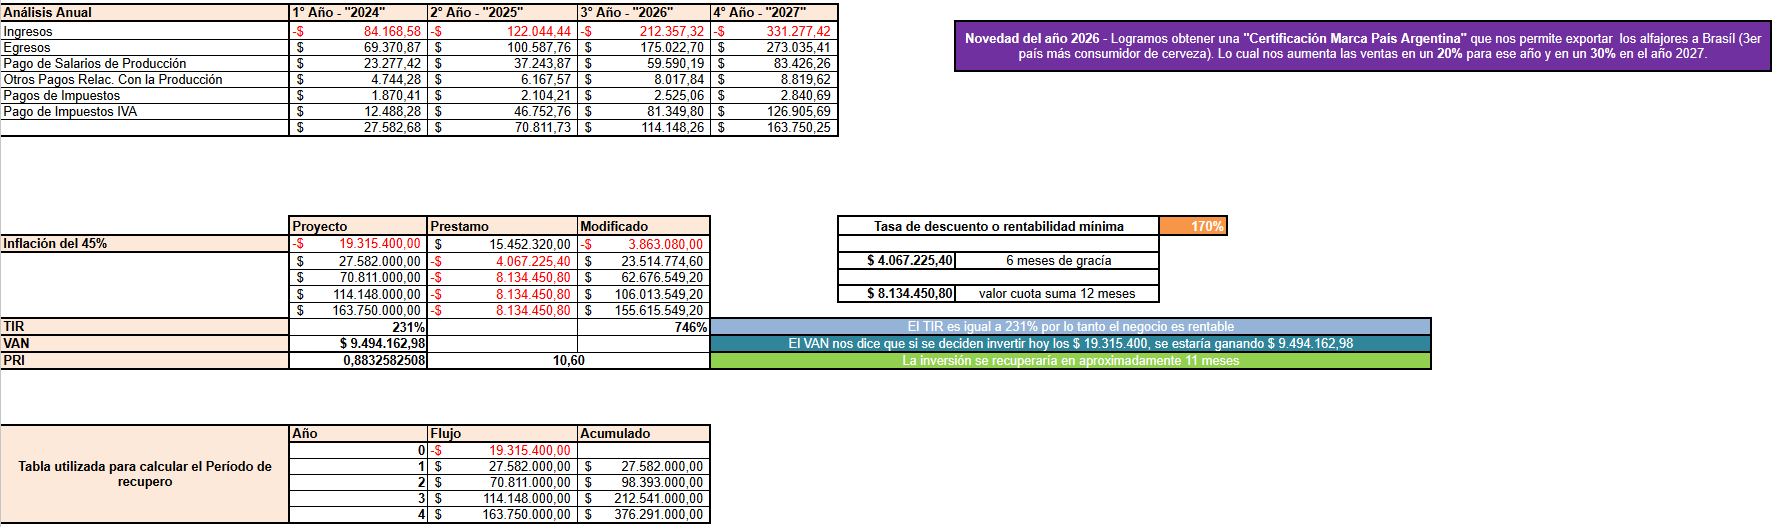 Análisis Anual 1° Año - "2024" 2° Año - "2025" 3° Año - "2026" 4° Año - "2027"
Ingresos -$ 84.168,58 -$ 122.044,44 -$ 212.357,32 -$ 331.277,42
Egresos $ 69.370,87 $ 100.587,76 $ 175.022,70 $ 273.035,41
Pago de Salarios de Producción $ 23.277,42 $ 37.243,87 $ 59.590,19 $ 83.426,26
Otros Pagos Relac. Con la Producción $ 4.744,28 $ 6.167,57 $ 8.017,84 $ 8.819,62
Pagos de Impuestos $ 1.870,41 $ 2.104,21 $ 2.525,06 $ 2.840,69
Pago de Impuestos IVA $ 12.488,28 $ 46.752,76 $ 81.349,80 $ 126.905,69
$ 27.582,68 $ 70.811,73 $ 114.148,26 $ 163.750,25
Novedad del año 2026 - Logramos obtener una "Certificación Marca País Argentina" que nos permite exportar los alfajores a Brasíl (3er
país más consumidor de cerveza). Lo cual nos aumenta las ventas en un 20% para ese año y en un 30% en el año 2027.
Proyecto Prestamo Modificado
Inflación del 45% -$ 19.315.400,00 $ 15.452.320,00 -$ 3.863.080,00
$ 27.582.000,00 -$ 4.067.225,40 $ 23.514.774,60
$ 70.811.000,00 -$ 8.134.450,80 $ 62.676.549,20
$ 114.148.000,00 -$ 8.134.450,80 $ 106.013.549,20
$ 163.750.000,00 -$ 8.134.450,80 $ 155.615.549,20
TIR 231% 746% El TIR es igual a 231% por lo tanto el negocio es rentable
VAN $ 9.494.162,98 El VAN nos dice que si se deciden invertir hoy los $ 19.315.400, se estaría ganando $ 9.494.162,98
PRI 0,8832582508 10,60 La inversión se recuperaría en aproximadamente 11 meses
Tasa de descuento o rentabilidad mínima 170%
$ 4.067.225,40 6 meses de gracía
$ 8.134.450,80 valor cuota suma 12 meses
Tabla utilizada para calcular el Período de
recupero
Año Flujo Acumulado
0 -$ 19.315.400,00
1 $ 27.582.000,00 $ 27.582.000,00
2 $ 70.811.000,00 $ 98.393.000,00
3 $ 114.148.000,00 $ 212.541.000,00
4 $ 163.750.000,00 $ 376.291.000,00